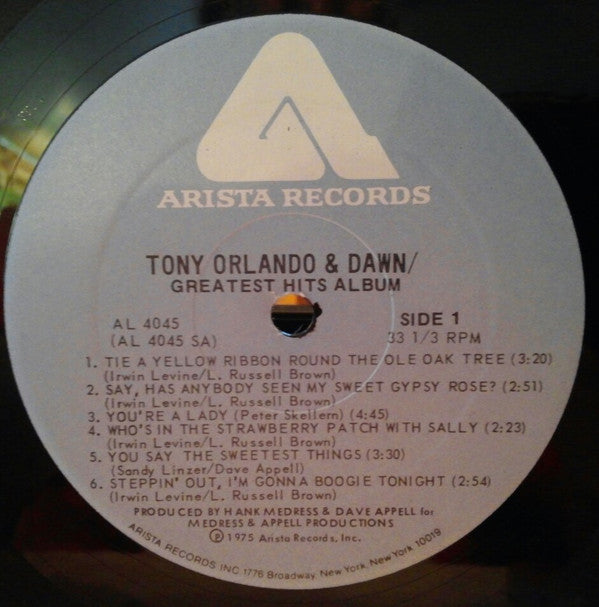 ARISTA RECORDS
TONY ORLANDO & DAWN/
GREATEST HITS ALBUM
AL 4045
(AL 4045 SA)
SIDE 1
33 1/3 RPM
1. TIE A YELLOW RIBBON ROUND THE OLE OAK TREE (3:20)
(Irwin Levine/L. Russell Brown)
2. SAY, HAS ANYBODY SEEN MY SWEET GYPSY ROSE? (2:51)
(Irwin Levine/L. Russell Brown)
3. YOU'RE A LADY (Peter Skellern) (4:45)
4. WHO'S IN THE STRAWBERRY PATCH WITH SALLY (2:23)
(Irwin Levine/L. Russell Brown)
5. YOU SAY THE SWEETEST THINGS (3:30)
(Sandy Linzer/Dave Appell)
6. STEPPIN' OUT, I'M GONNA BOOGIE TONIGHT (2:54)
(Irwin Levine/L. Russell Brown)
PRODUCED BY HANK MEDRESS & DAVE APPELL for
MEDRESS & APPELL PRODUCTIONS
℗ 1975 Arista Records, Inc.
ARISTA RECORDS INC. 1776 Broadway, New York, New York 10019